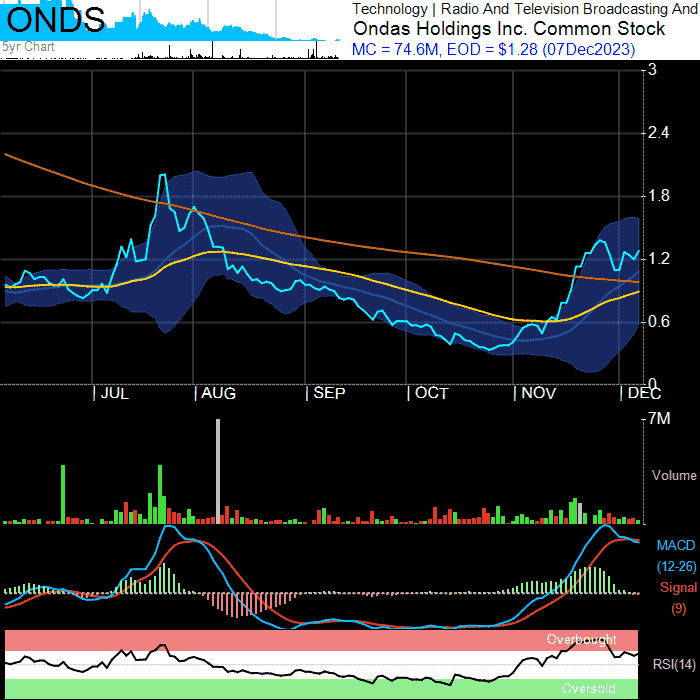 ONDS
5yr Chart
Technology | Radio And Television Broadcasting And
Ondas Holdings Inc. Common Stock
MC = 74.6M, EOD = $1.28 (07Dec2023)
3
2.4
1.8
1.2
0.6
0
JUL
AUG
SEP
OCT
NOV
DEC
7M
Volume
MACD
(12-26)
Signal
(9)
Overbought
RSI(14)
Oversold